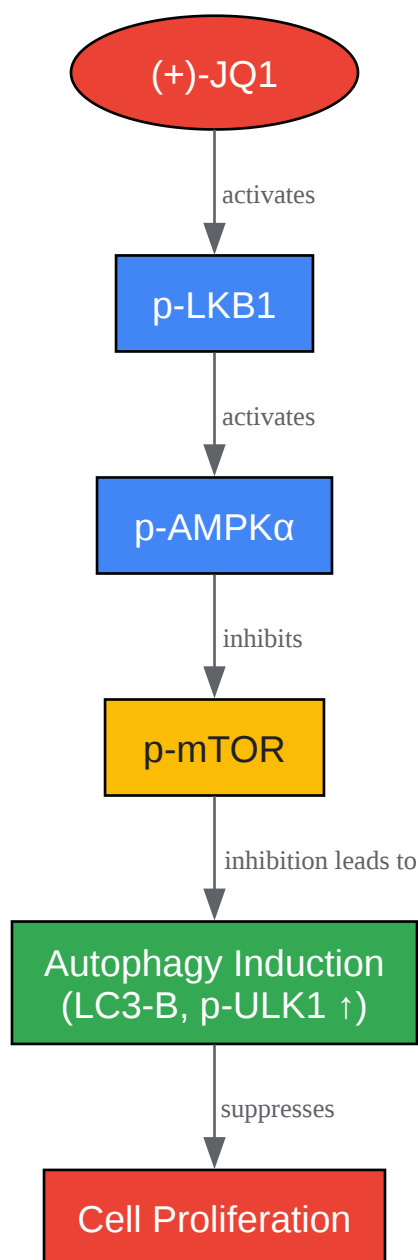 (+)-JQ1
activates
p-LKB1
activates
p-AMPKα
inhibits
p-mTOR
inhibition leads to
Autophagy Induction
(LC3-B, p-ULK1 ↑)
suppresses
Cell Proliferation